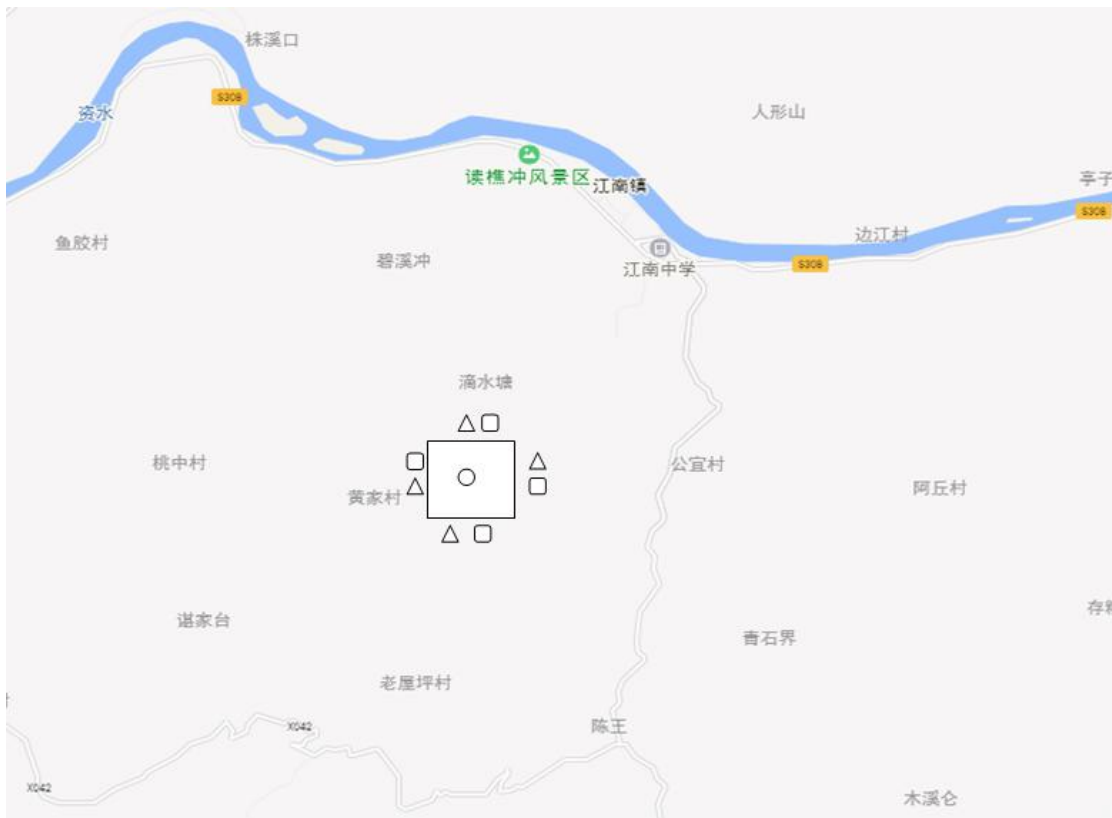 株溪口
S308
资水
人形山
读樵冲风景区
江南镇
亭子
S308
边江村
鱼胶村
碧溪冲
江南中学
S308
滴水塘
桃中村
公宜村
黄家村
阿丘村
谌家台
存
青石界
老屋坪村
X042
陈王
X042
木溪仑